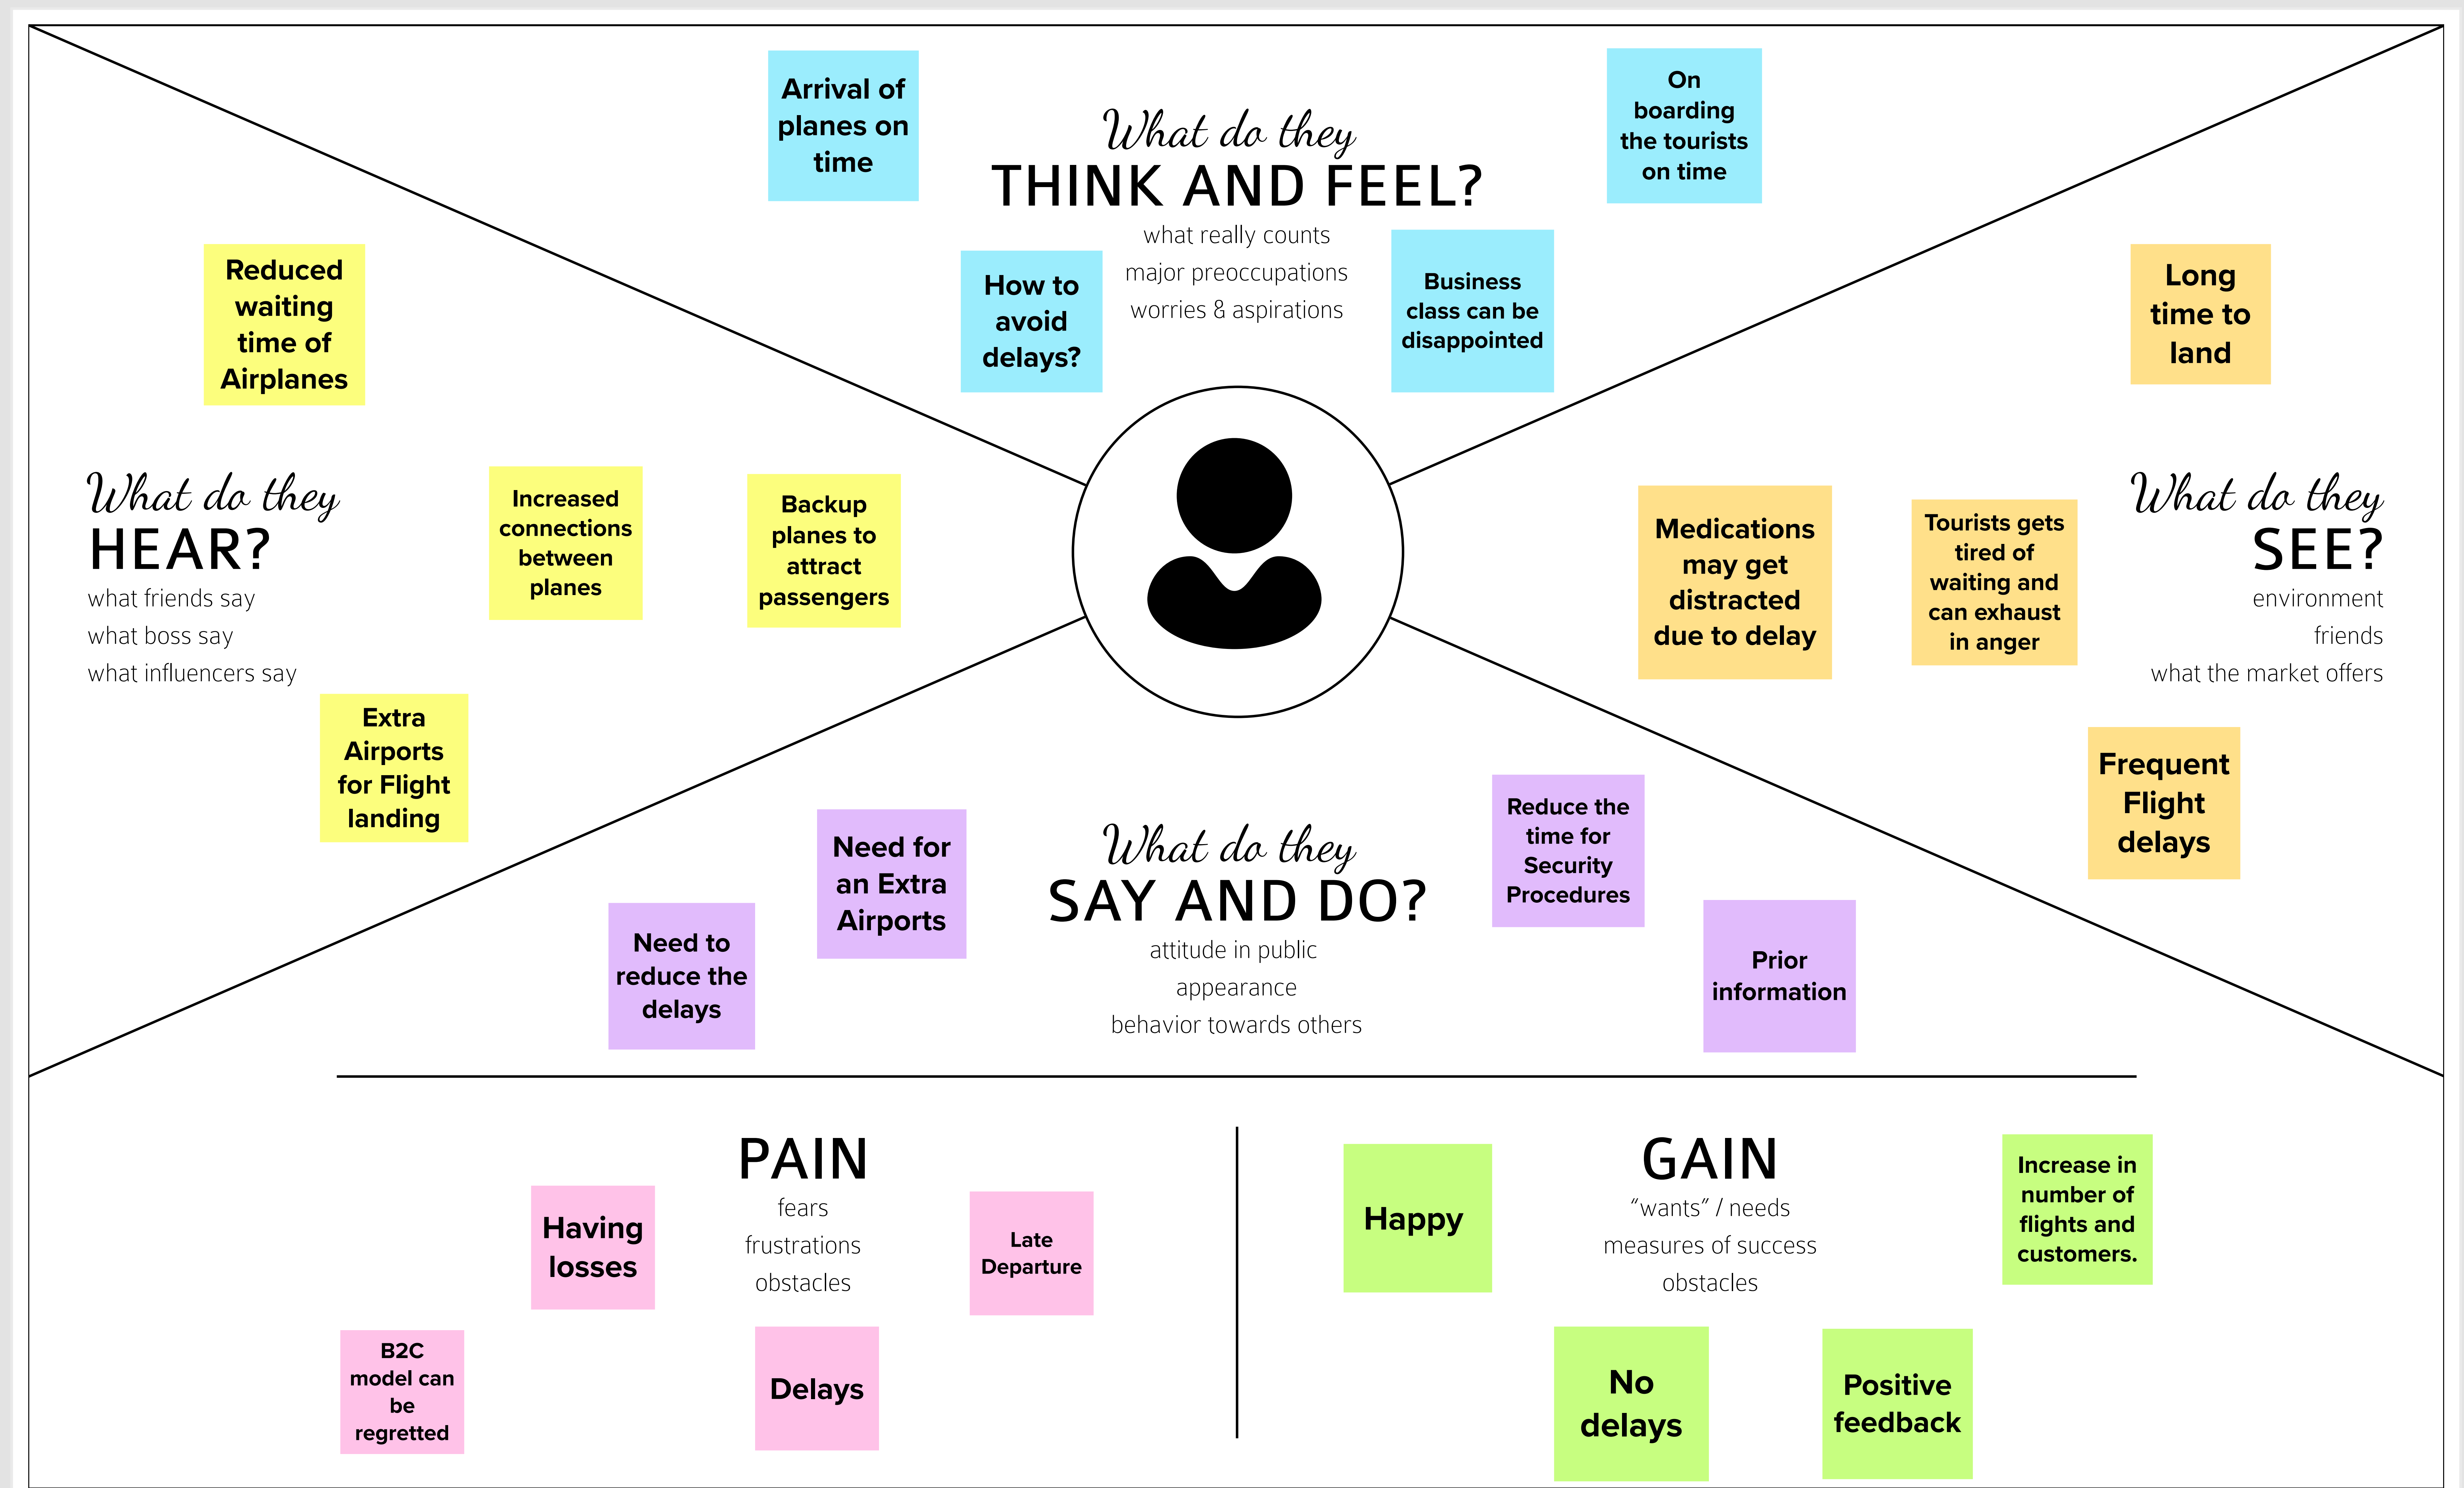 Arrival of
planes on
time
What do they
THINK AND FEEL?
what really counts
major preoccupations
worries & aspirations
On
boarding
the tourists
on time
How to
avoid
delays?
Business
class can be
disappointed
Reduced
waiting
time of
Airplanes
What do they
HEAR?
what friends say
what boss say
what influencers say
Increased
connections
between
planes
Backup
planes to
attract
passengers
Extra
Airports
for Flight
landing
Long
time to
land
Medications
may get
distracted
due to delay
Tourists gets
tired of
waiting and
can exhaust
in anger
What do they
SEE?
environment
friends
what the market offers
Frequent
Flight
delays
Need to
reduce the
delays
Need for
an Extra
Airports
What do they
SAY AND DO?
attitude in public
appearance
behavior towards others
Reduce the
time for
Security
Procedures
Prior
information
PAIN
fears
frustrations
obstacles
Having
losses
Late
Departure
B2C
model can
be
regretted
Delays
GAIN
“wants” / needs
measures of success
obstacles
Happy
Increase in
number of
flights and
customers.
No
delays
Positive
feedback